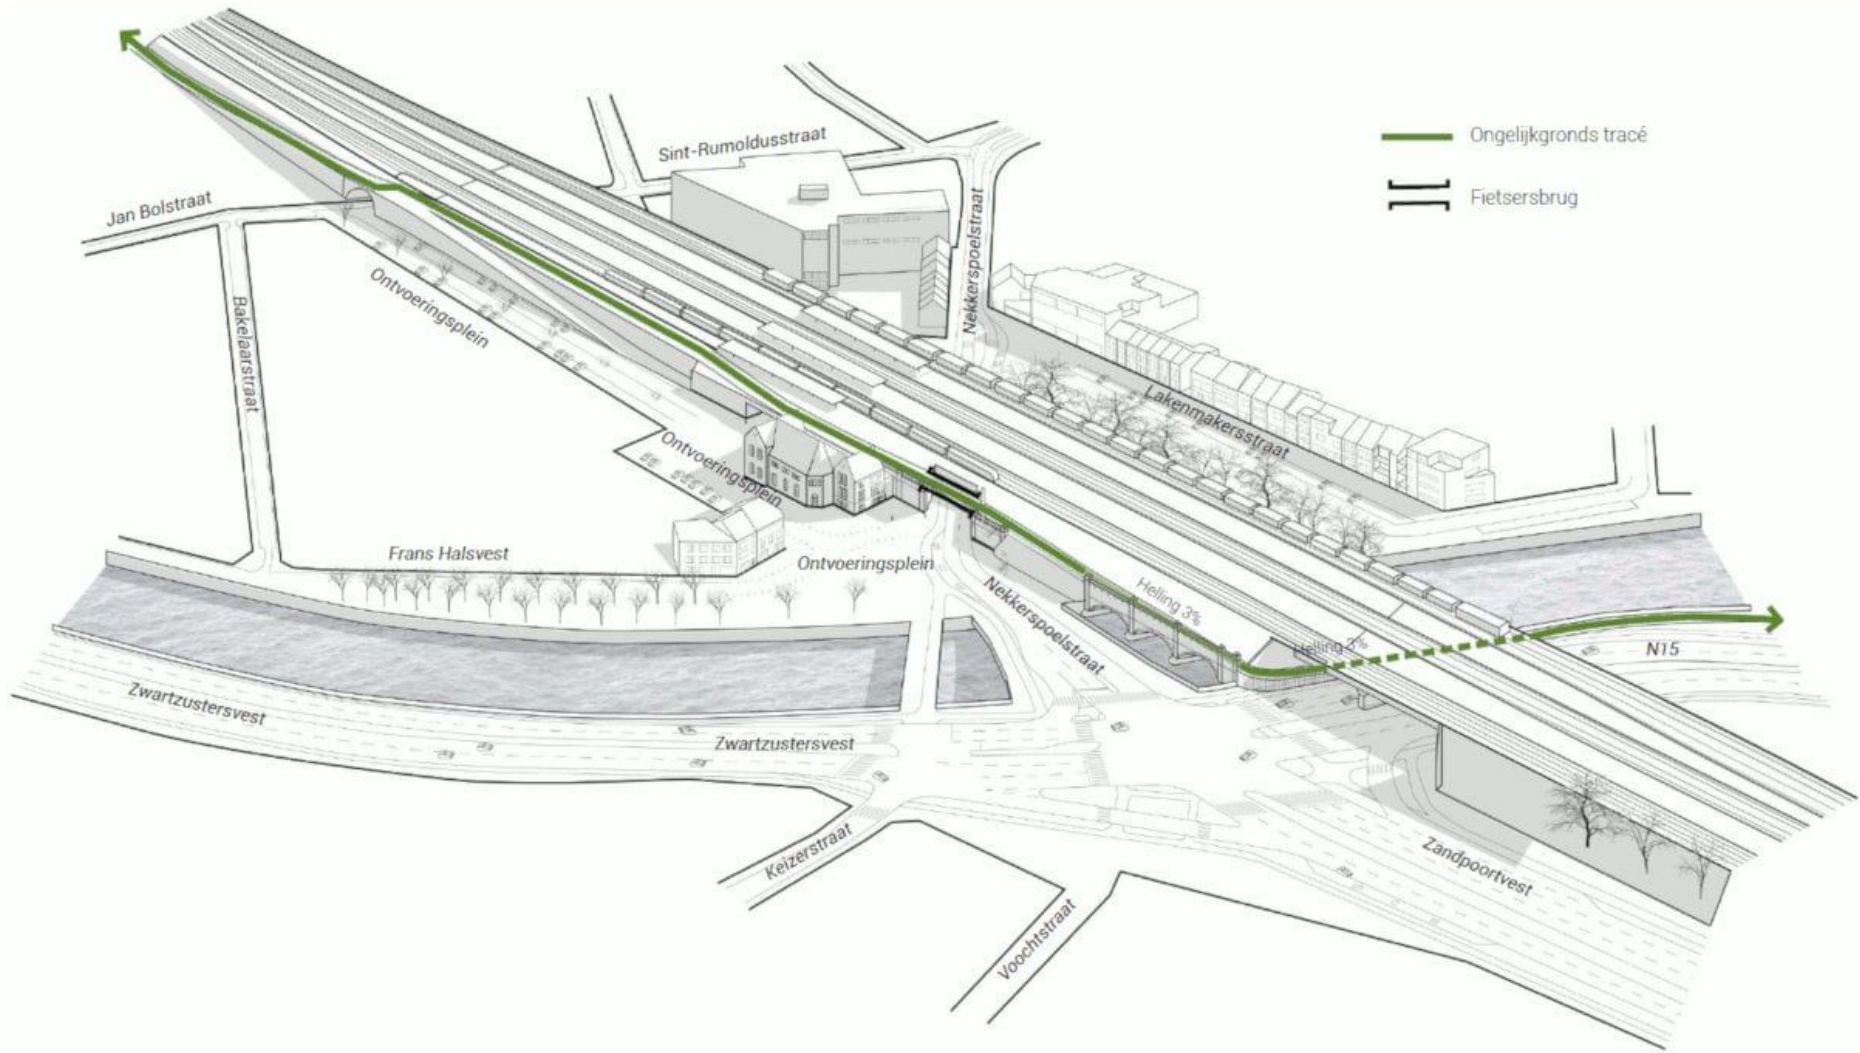 Sint-Rumoldusstraat
Ongelijkgronds tracé
Fietsersbrug
Jan Bolstraat
Nekkerspoelstraat
Ontvoeringsplein
Bakelaarstraat
Lakenmakersstraat
Ontvoeringsplein
Frans Halsvest
Ontvoeringsplein
Nekkerspoelstraat
Helling 3%
Helling 3%
N15
Zwartzustersvest
Zwartzustersvest
Keizerstraat
Zandpoortvest
Voochtstraat